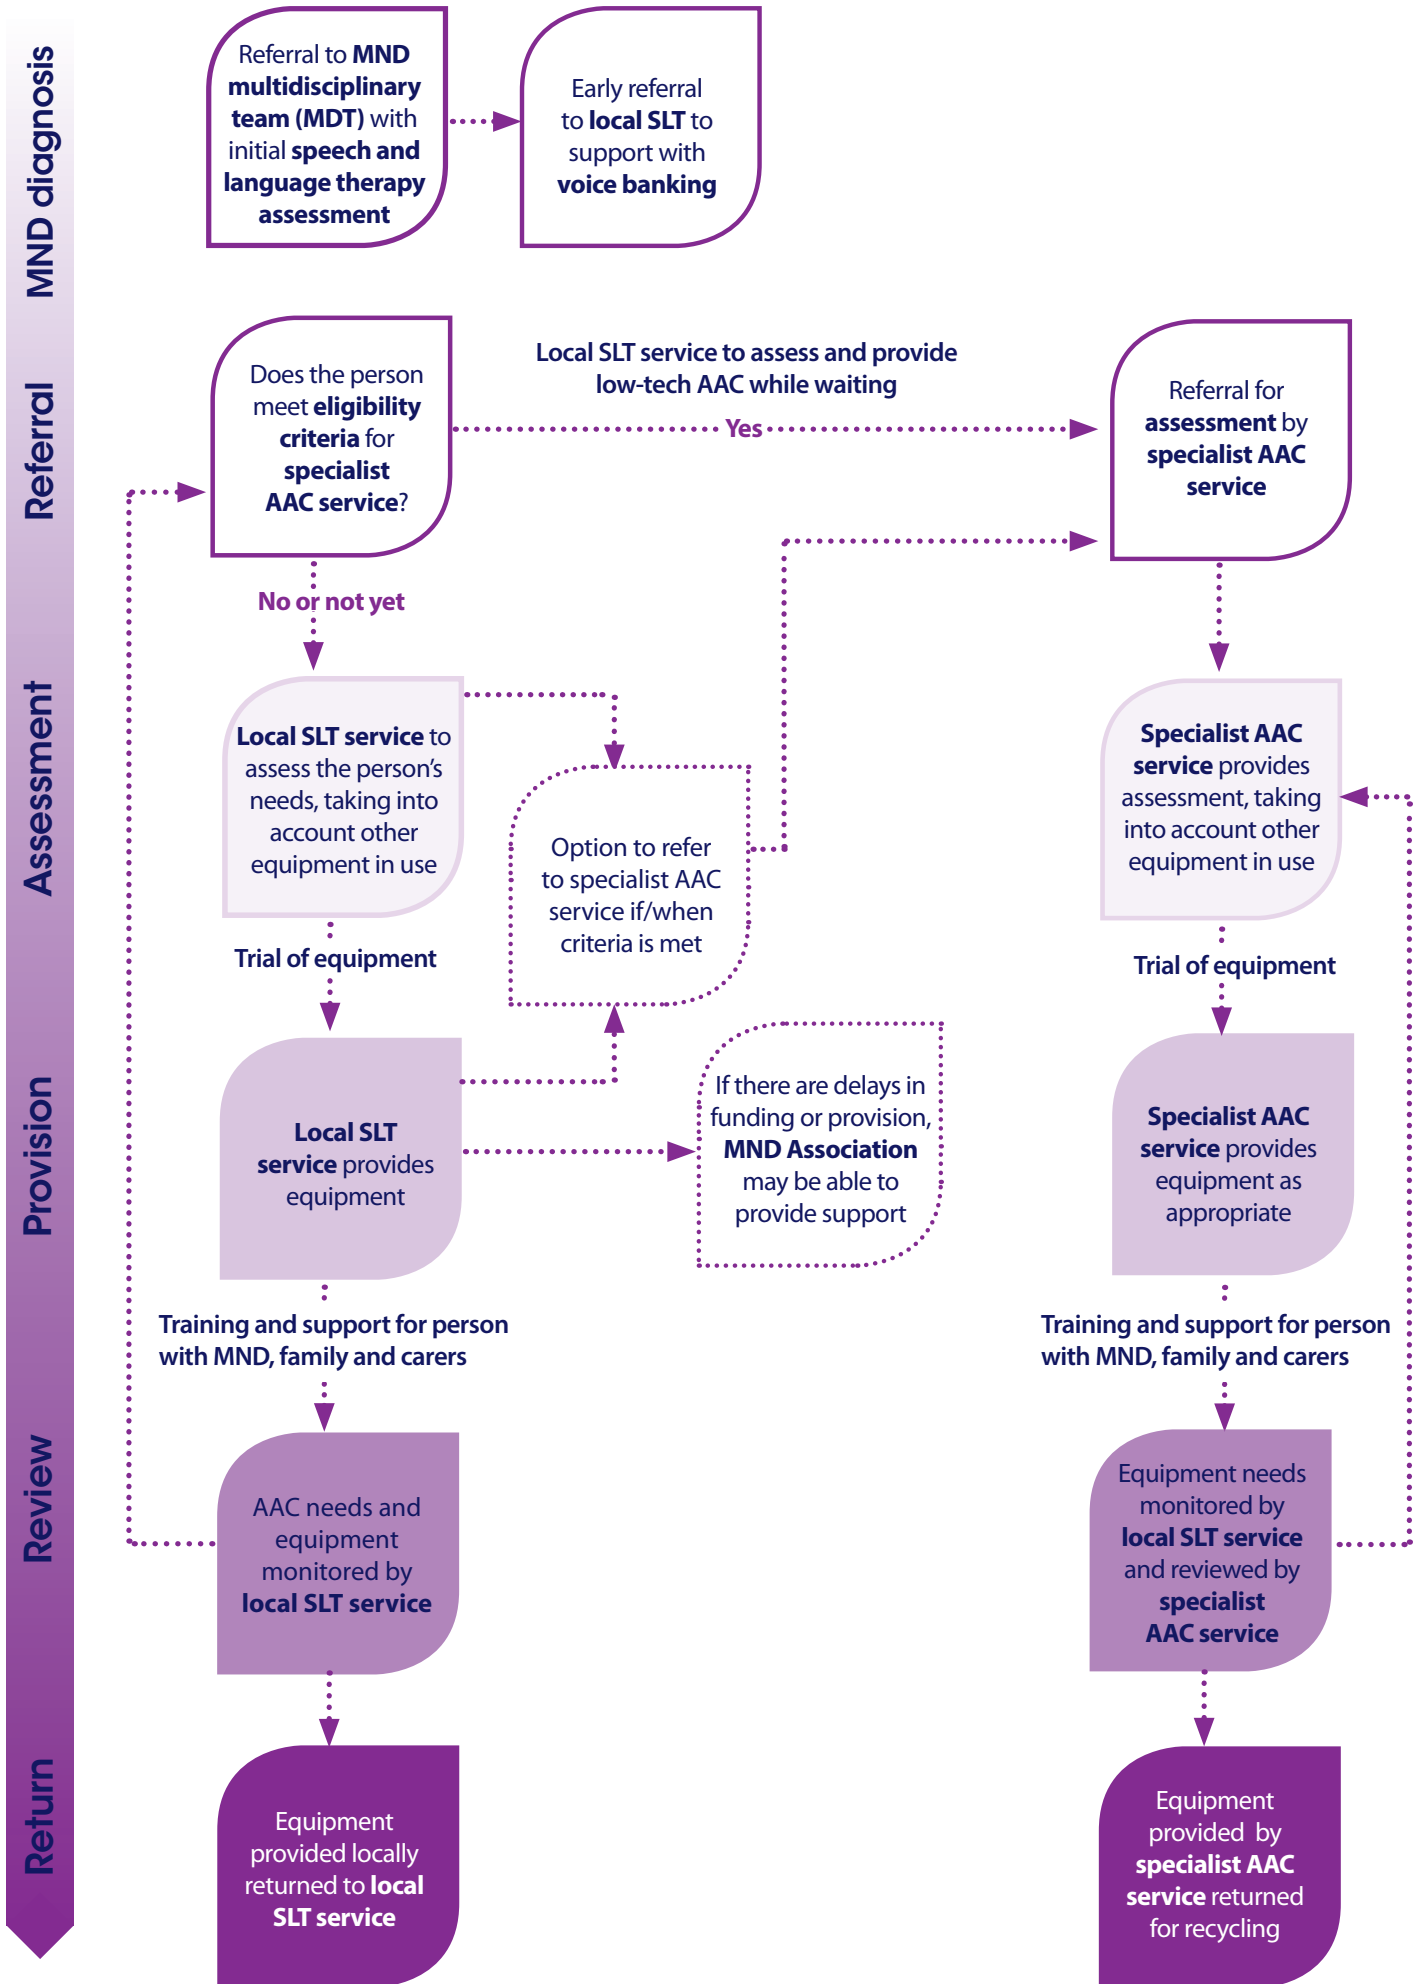 MND diagnosis
Referral to MND
multidisciplinary
team (MDT) with
initial speech and
language therapy
assessment
Early referral
to local SLT to
support with
voice banking
Referral
Does the person
meet eligibility
criteria for
specialist
AAC service?
Local SLT service to assess and provide
low-tech AAC while waiting
Yes
Referral for
assessment by
specialist AAC
service
No or not yet
Assessment
Local SLT service to
assess the person's
needs, taking into
account other
equipment in use
Option to refer
to specialist AAC
service if/when
criteria is met
Specialist AAC
service provides
assessment, taking
into account other
equipment in use
Trial of equipment
Trial of equipment
Provision
Local SLT
service provides
equipment
If there are delays in
funding or provision,
MND Association
may be able to
provide support
Specialist AAC
service provides
equipment as
appropriate
Training and support for person
with MND, family and carers
Training and support for person
with MND, family and carers
Review
AAC needs and
equipment
monitored by
local SLT service
Equipment needs
monitored by
local SLT service
and reviewed by
specialist
AAC service
Return
Equipment
provided locally
returned to local
SLT service
Equipment
provided by
specialist AAC
service returned
for recycling